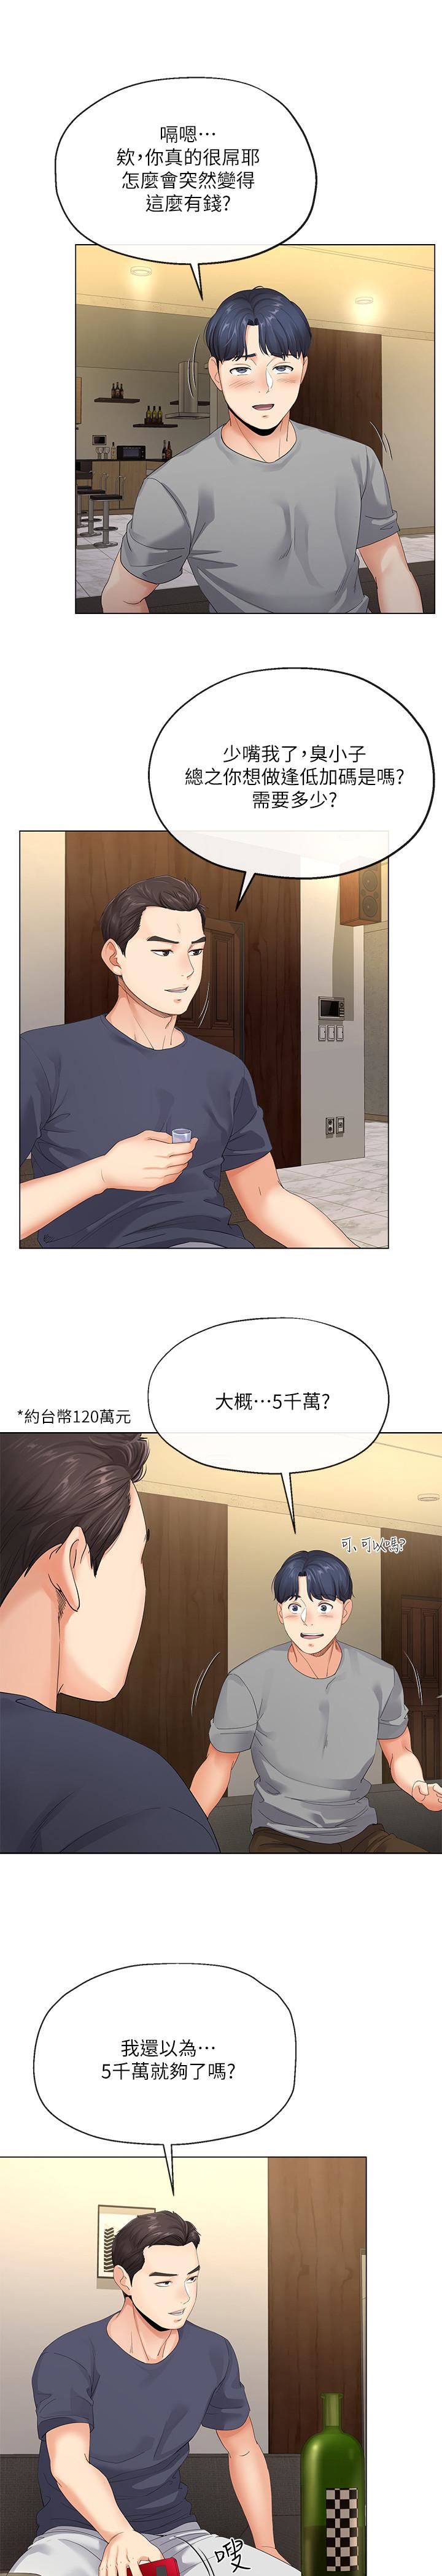 嗝嗯…
欸,你真的很屌耶
怎麼會突然變得
這麼有錢?
少嘴我了,臭小子
總之你想做逢低加碼是嗎?
需要多少?
*約台幣120萬元
大概…5千萬?
可、可以嗎?
我還以為…
5千萬就夠了嗎?
嗖